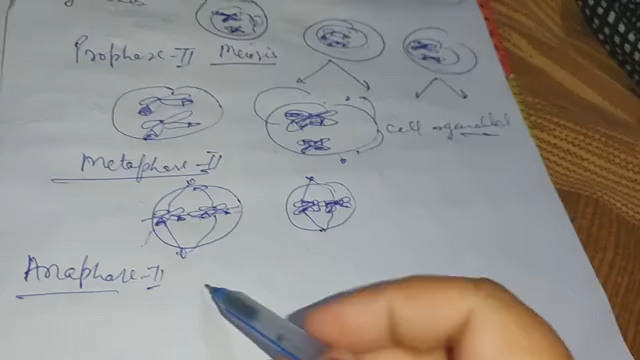 Prophase-II Meiosis
Cell organelles
Metaphase-II
Anaphase-II